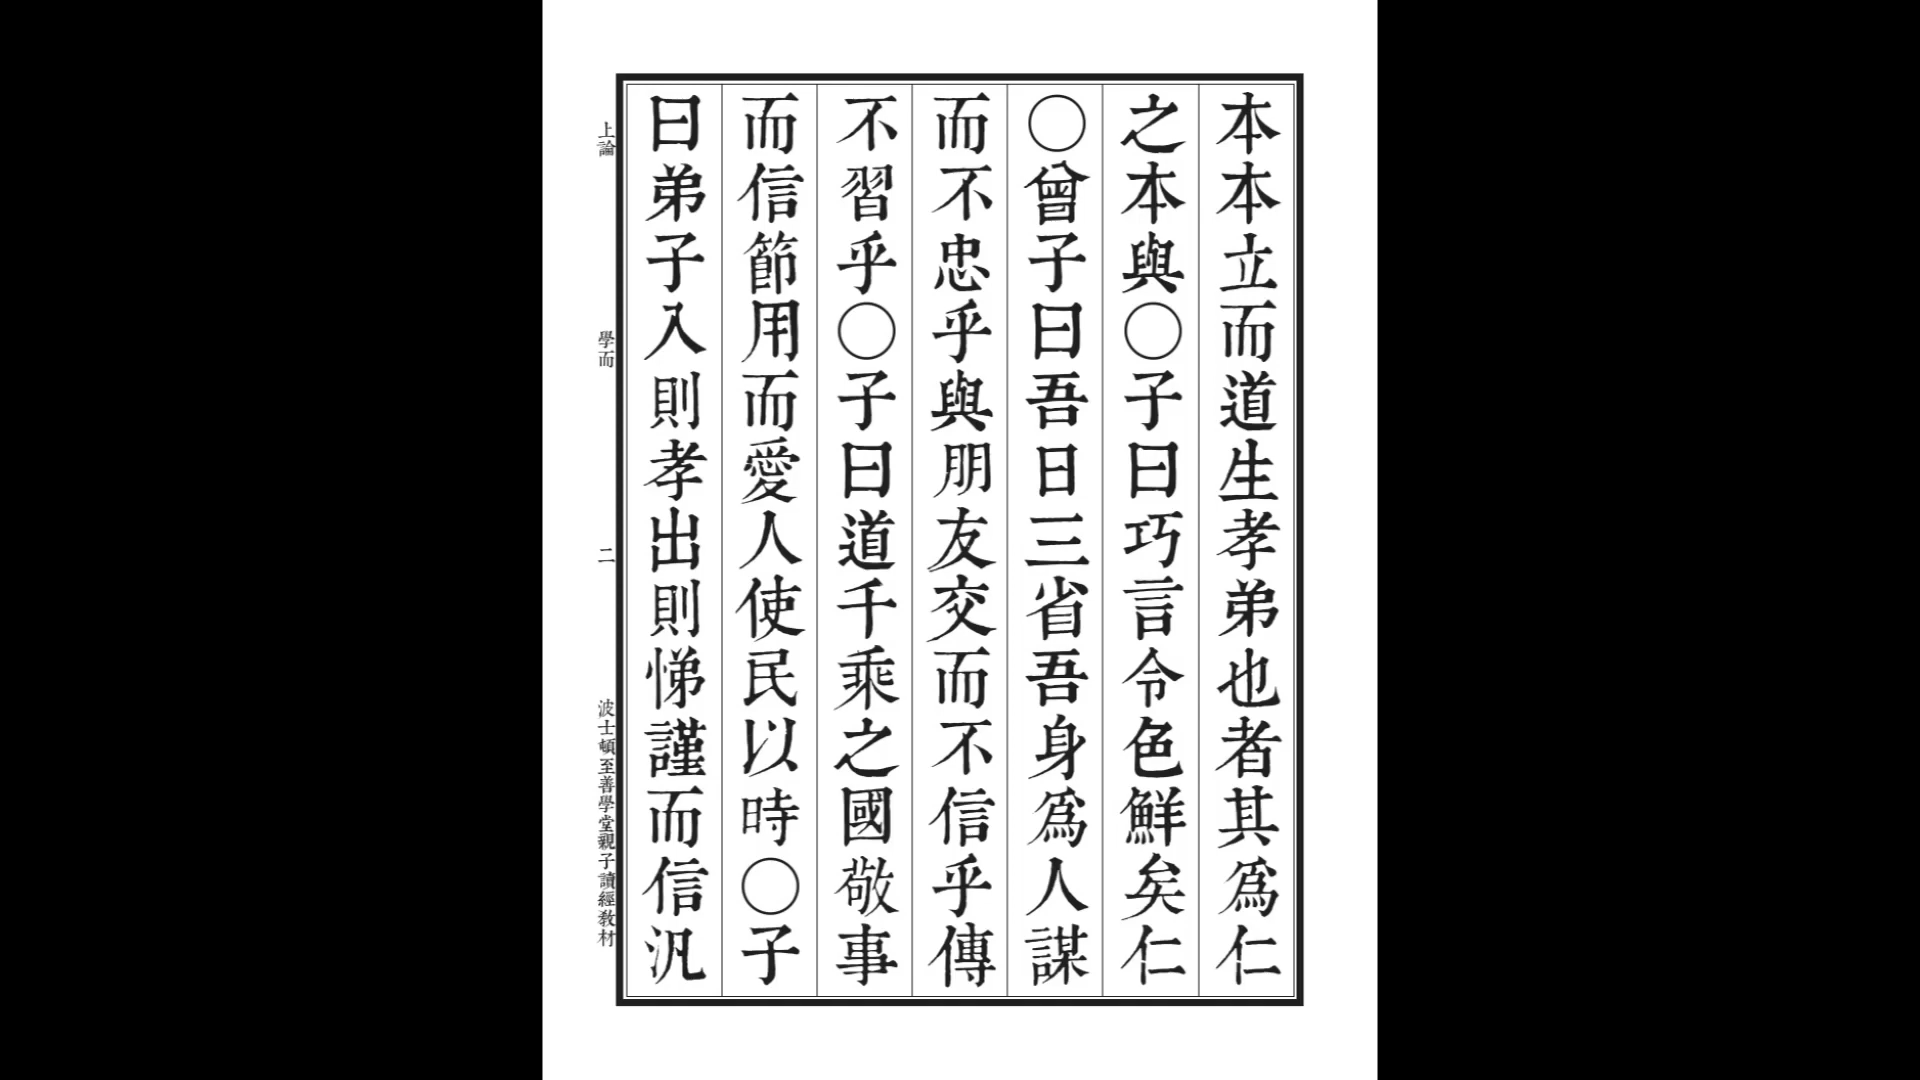 本本立而道生孝弟也者其爲仁
之本與〇子曰巧言令色鮮矣仁
〇曾子曰吾日三省吾身爲人謀
而不忠乎與朋友交而不信乎傳
不習乎〇子曰道千乘之國敬事
而信節用而愛人使民以時〇子
曰弟子入則孝出則悌謹而信汎
上論 學而 二 波士頓至善學堂親子讀經教材